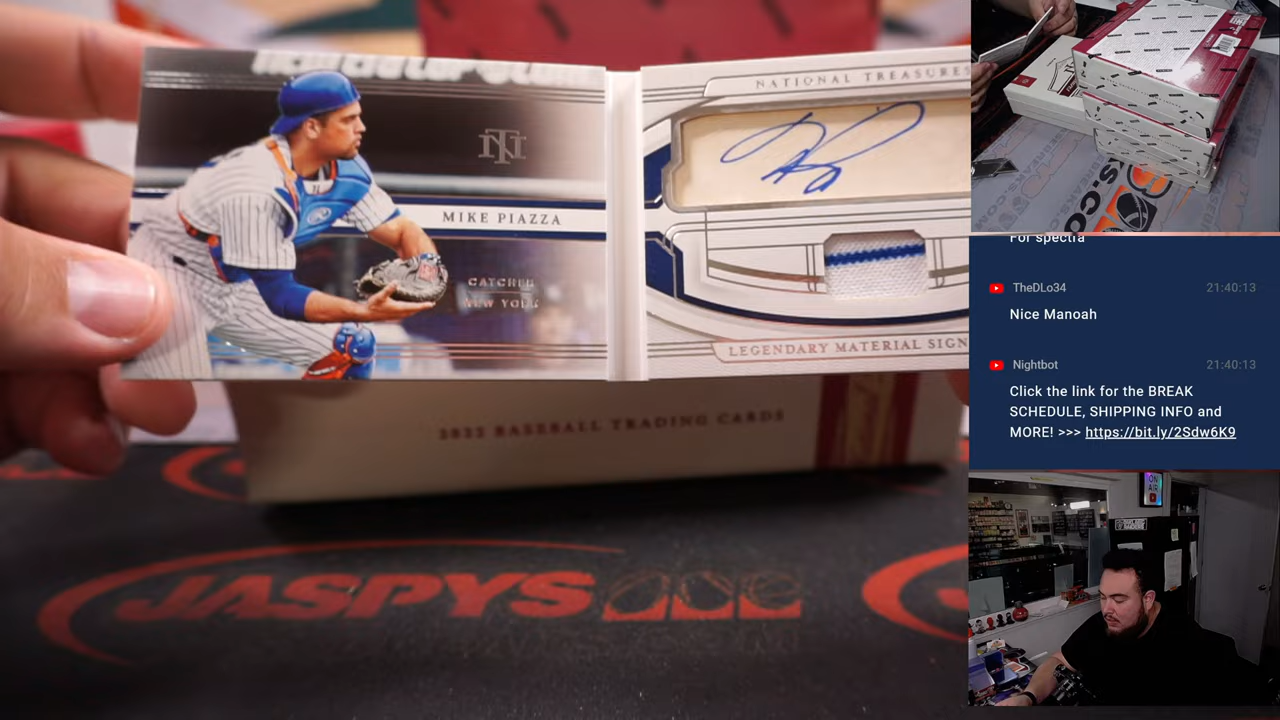 NATIONAL TREASURES
MIKE PIAZZA
CATCHER
NEW YORK
LEGENDARY MATERIAL SIGN
2022 BASEBALL TRADING CARDS
JASPYS
For spectra
TheDLo34 21:40:13
Nice Manoah
Nightbot 21:40:13
Click the link for the BREAK
SCHEDULE, SHIPPING INFO and
MORE! >>> https://bit.ly/2Sdw6K9
ON
AIR